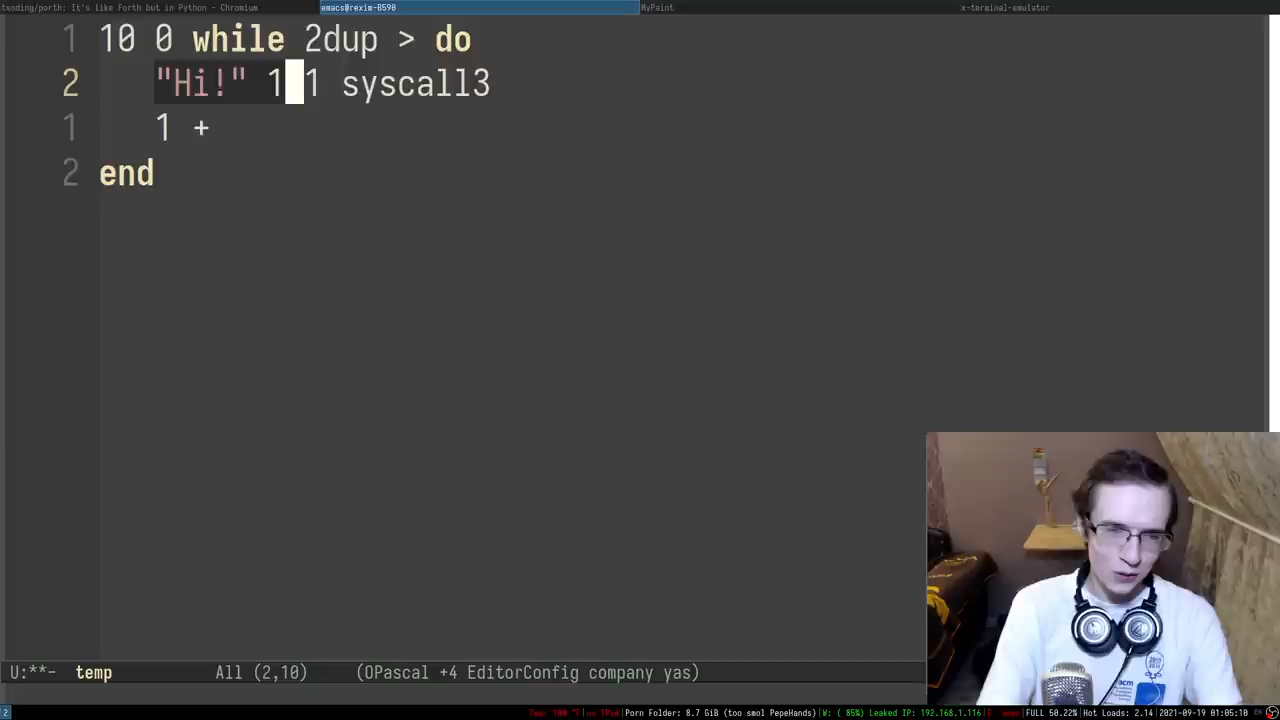 tsoding/porth: It's like Forth but in Python - Chromium emacs@rexim-B590 MyPaint x-terminal-emulator
1 10 0 while 2dup > do
2 "Hi!" 1 1 syscall3
1 1 +
2 end
U:**- temp All (2,10) (OPascal +4 EditorConfig company yas)
2 Porn Folder: 8.7 GiB (too smol PepeHands) W: ( 85%) Leaked IP: 192.168.1.116 FULL 50.22% Hot Loads: 2.14 2021-09-19 01:05:10 EN